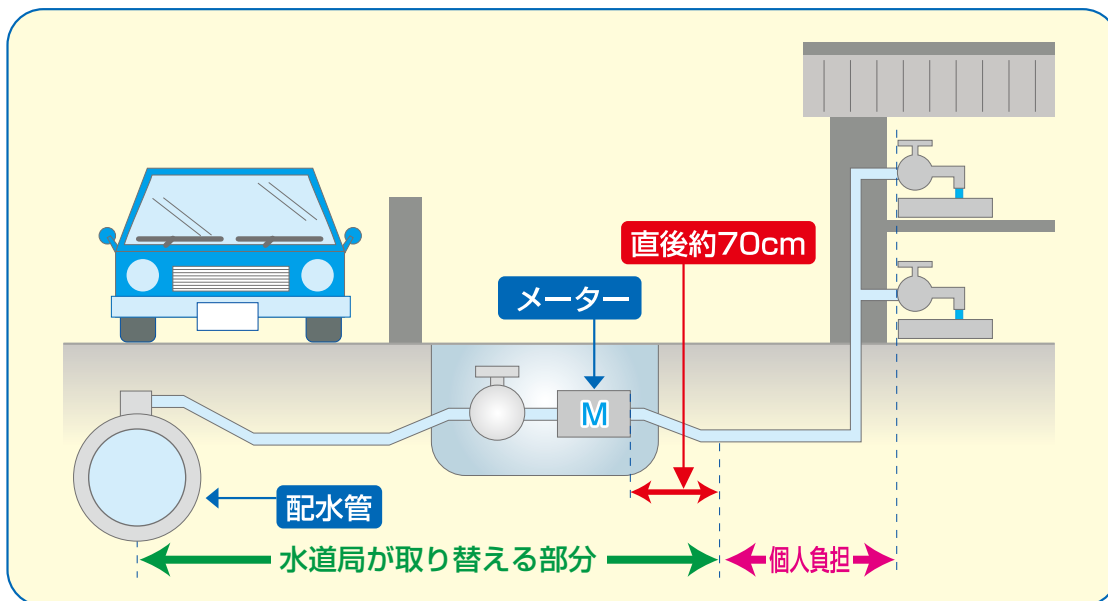 直後約70cm
メーター
M
配水管
水道局が取り替える部分
個人負担